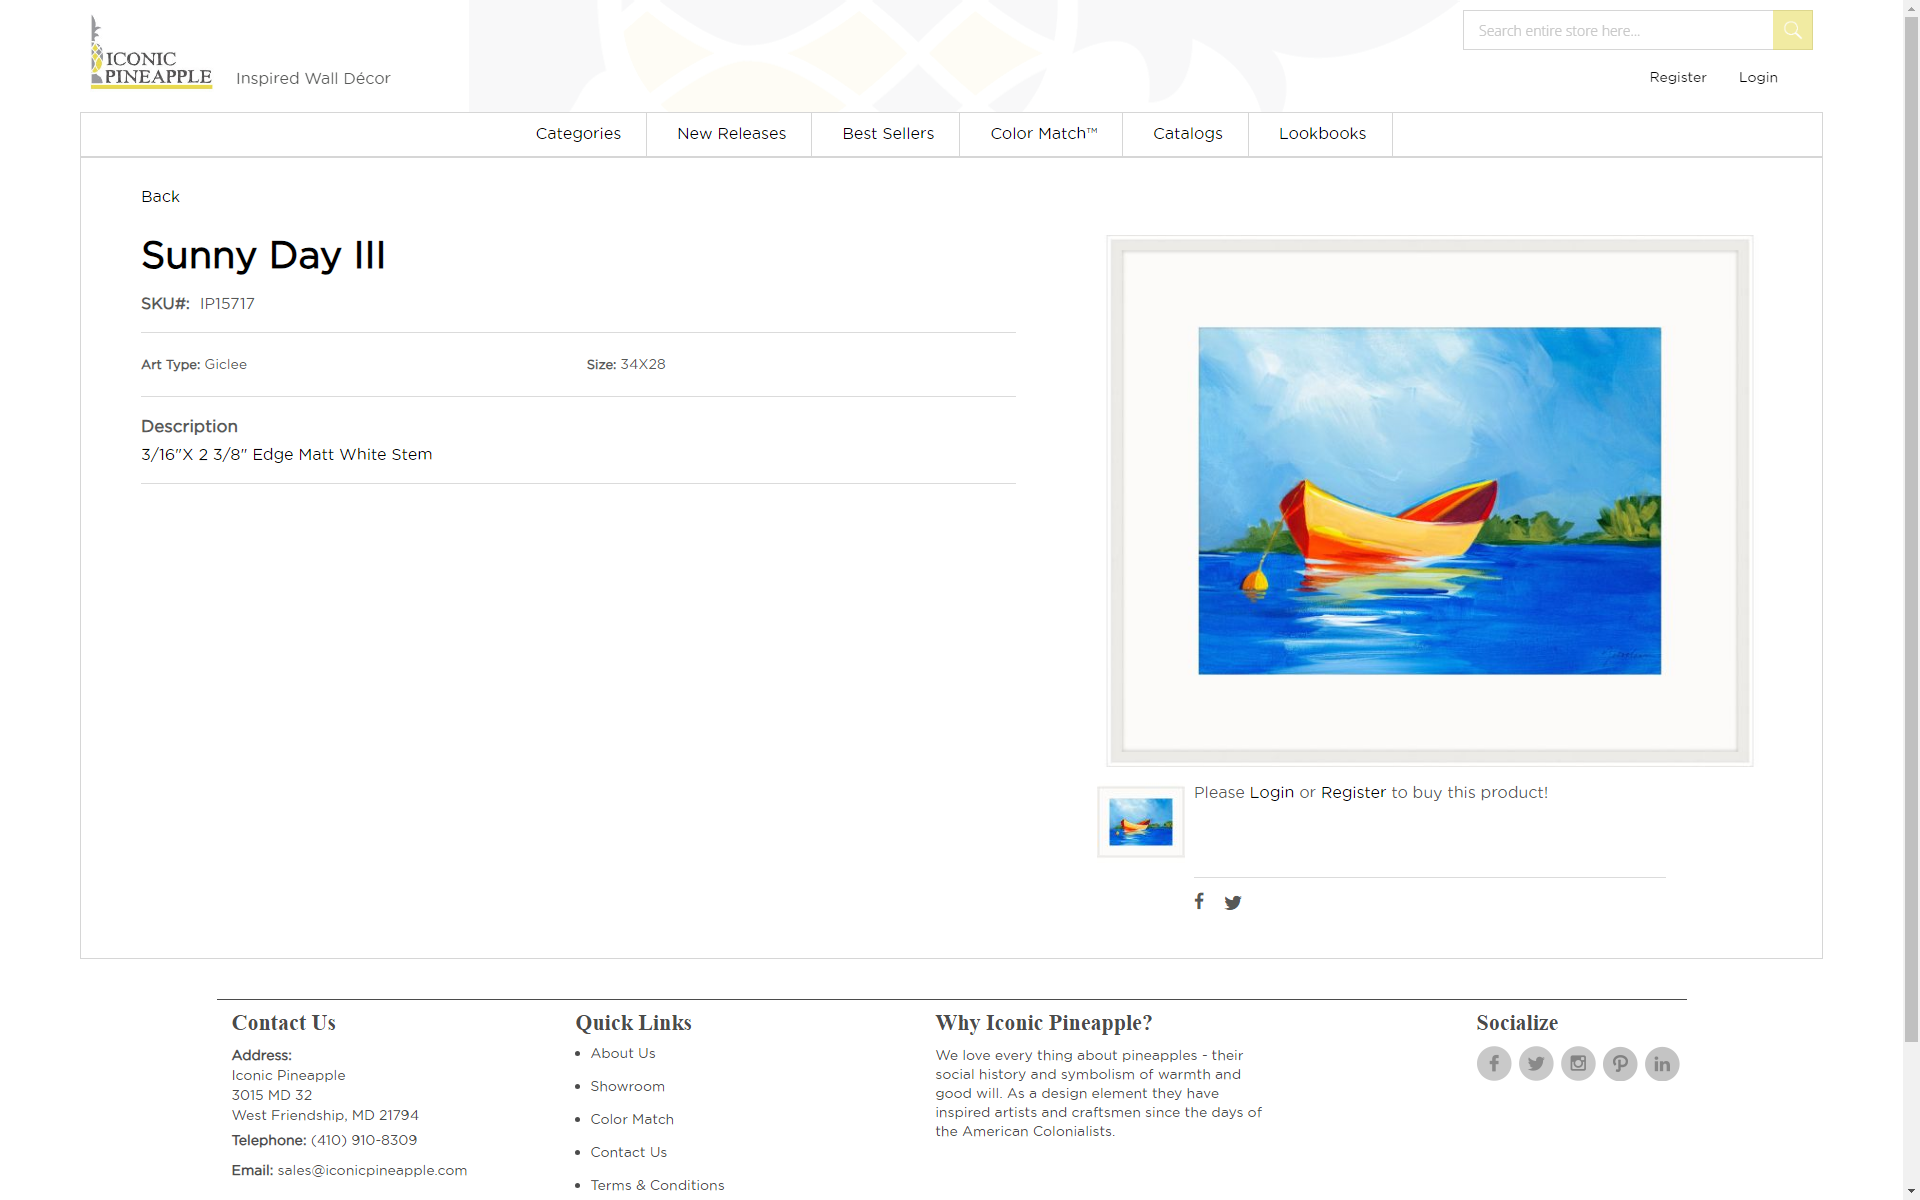 ICONIC
PINEAPPLE
Inspired Wall Décor
Search entire store here...
Register
Login
Categories
New Releases
Best Sellers
Color Match™
Catalogs
Lookbooks
Back
Sunny Day III
SKU#: IP15717
Art Type: Giclee
Size: 34X28
Description
3/16"X 2 3/8" Edge Matt White Stem
Please Login or Register to buy this product!
Contact Us
Address:
Iconic Pineapple
3015 MD 32
West Friendship, MD 21794
Telephone: (410) 910-8309
Email: sales@iconicpineapple.com
Quick Links
About Us
Showroom
Color Match
Contact Us
Terms & Conditions
Why Iconic Pineapple?
We love every thing about pineapples - their
social history and symbolism of warmth and
good will. As a design element they have
inspired artists and craftsmen since the days of
the American Colonialists.
Socialize